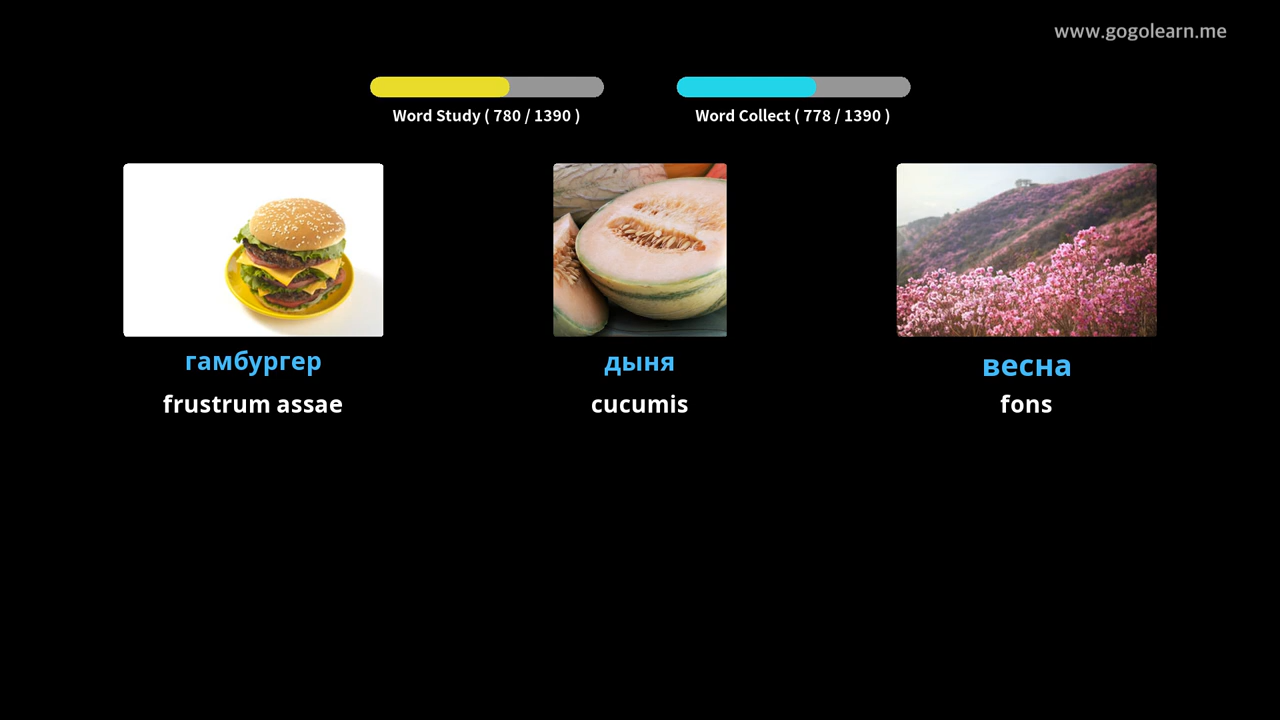 www.gogolearn.me
Word Study ( 780 / 1390 )
Word Collect ( 778 / 1390 )
гамбургер
frustrum assae
дыня
cucumis
весна
fons